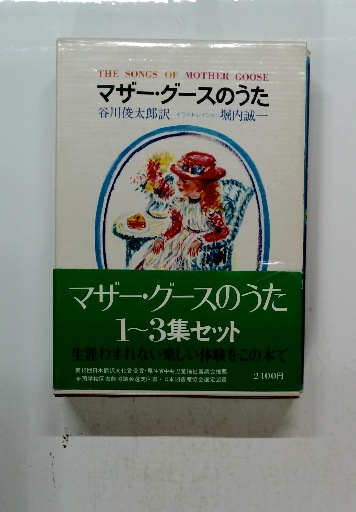 THE SONGS OF MOTHER GOOSE
マザー・グースのうた
谷川俊太郎訳 イラストレイション 堀内誠一
マザー・グースのうた
1〜3集セット
生涯わすれない楽しい体験をこの本で
2400円